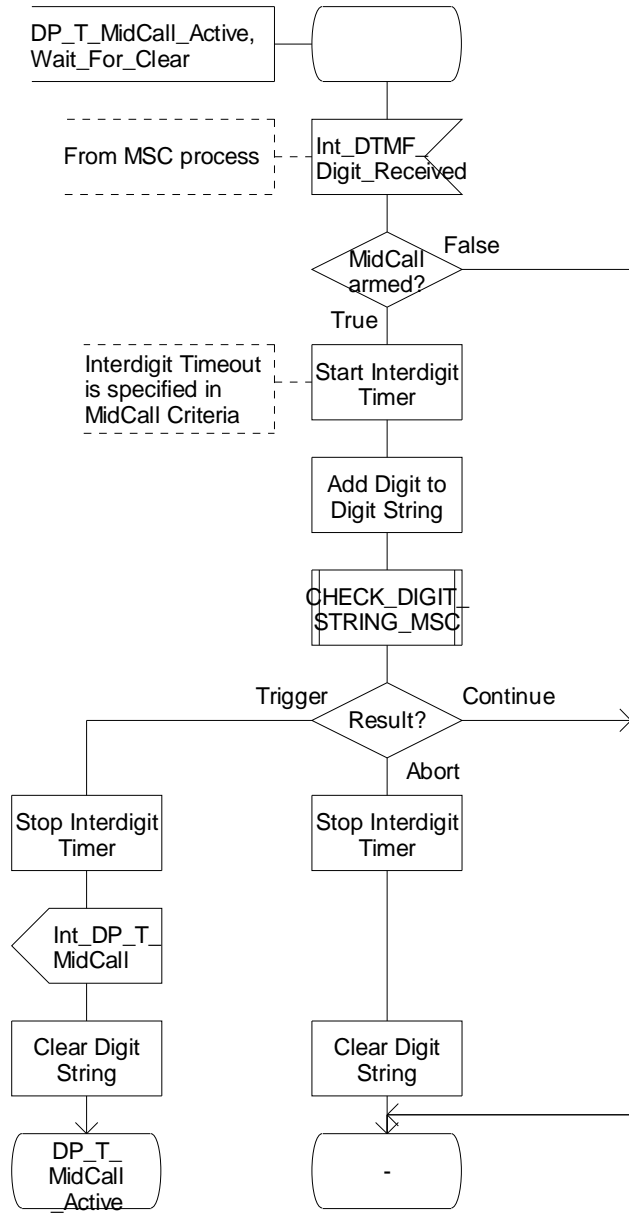 DP_T_MidCall_Active,
Wait_For_Clear
From MSC process
Int_DTMF_
Digit_Received
MidCall
armed?
False
True
Interdigit Timeout
is specified in
MidCall Criteria
Start Interdigit
Timer
Add Digit to
Digit String
CHECK_DIGIT_
STRING_MSC
Trigger
Result?
Continue
Abort
Stop Interdigit
Timer
Stop Interdigit
Timer
Int_DP_T_
MidCall
Clear Digit
String
Clear Digit
String
DP_T_
MidCall
_Active
-